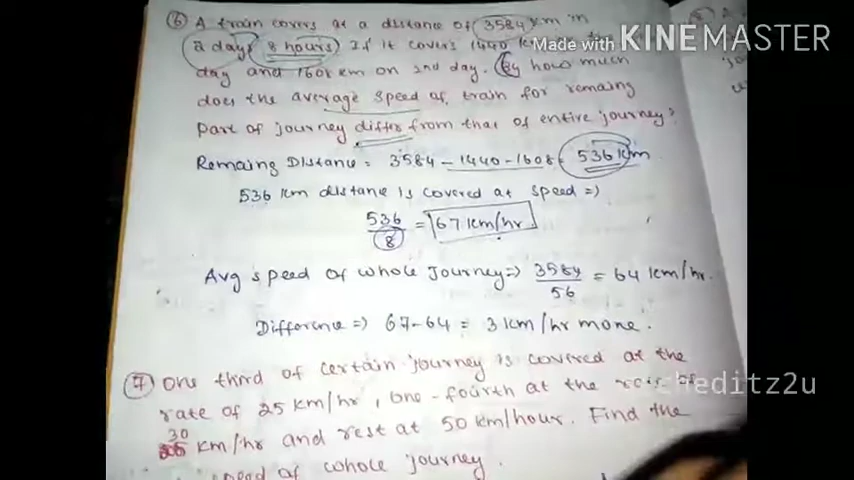 6 A train covers at a distance of 3584 km in
2 days 8 hours) If it covers 1440 km on the 1
day and 1608 km on 2nd day. By how much
does the average speed of, train for remaing
part of journey differ from that of entire journey?
Remaing Distance = 3584 - 1440 - 1608 = 536 km
536 km distance is covered at speed =)
536/8 = 67 km/hr
Avg speed of whole Journey=> 3584/56 = 64 km/hr.
Difference =) 67-64 = 3 km/hr more.
7 One third of certain journey is covered at the
rate of 25 km/hr, one-fourth at the rate of
30 km/hr and rest at 50 km/hour. Find the
speed of whole journey.
Made with KINEMASTER
cheditz2u